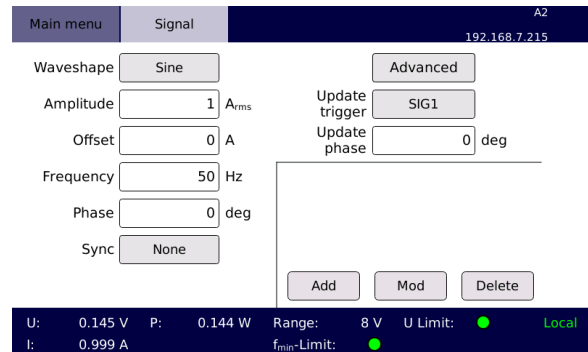 Main menu Signal A2
192.168.7.215
Waveshape Sine Advanced
Amplitude 1 Arms Update trigger SIG1
Offset 0 A Update phase 0 deg
Frequency 50 Hz
Phase 0 deg
Sync None
Add Mod Delete
U: 0.145 V P: 0.144 W Range: 8 V U Limit: Local
I: 0.999 A fmin-Limit: